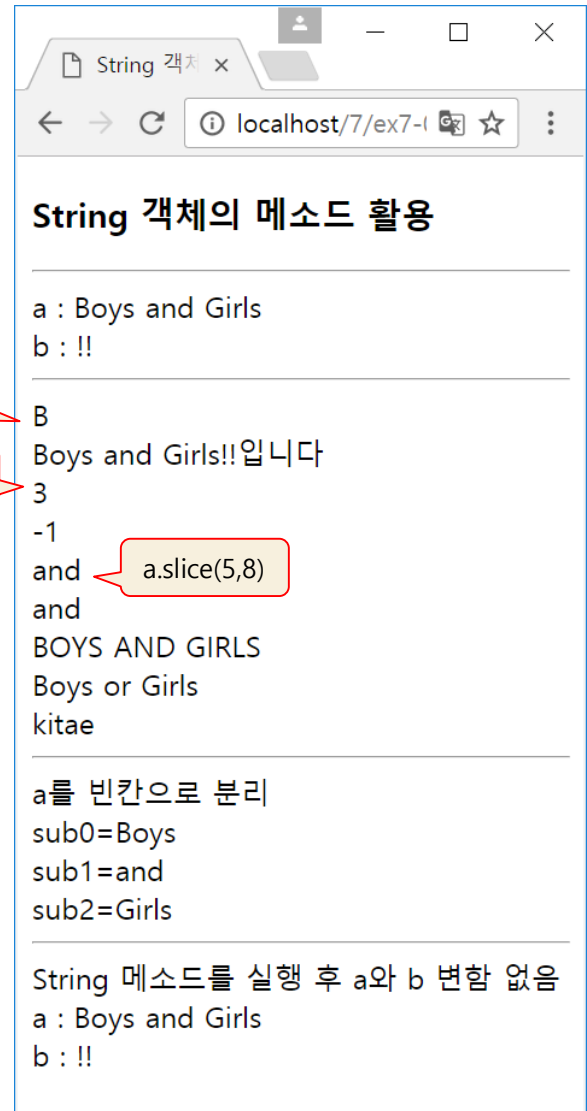 String 객체
localhost/7/ex7-0
String 객체의 메소드 활용
a : Boys and Girls
b : !!
B
Boys and Girls!!입니다
3
-1
and
a.slice(5,8)
and
BOYS AND GIRLS
Boys or Girls
kitae
a를 빈칸으로 분리
sub0=Boys
sub1=and
sub2=Girls
String 메소드를 실행 후 a와 b 변함 없음
a : Boys and Girls
b : !!